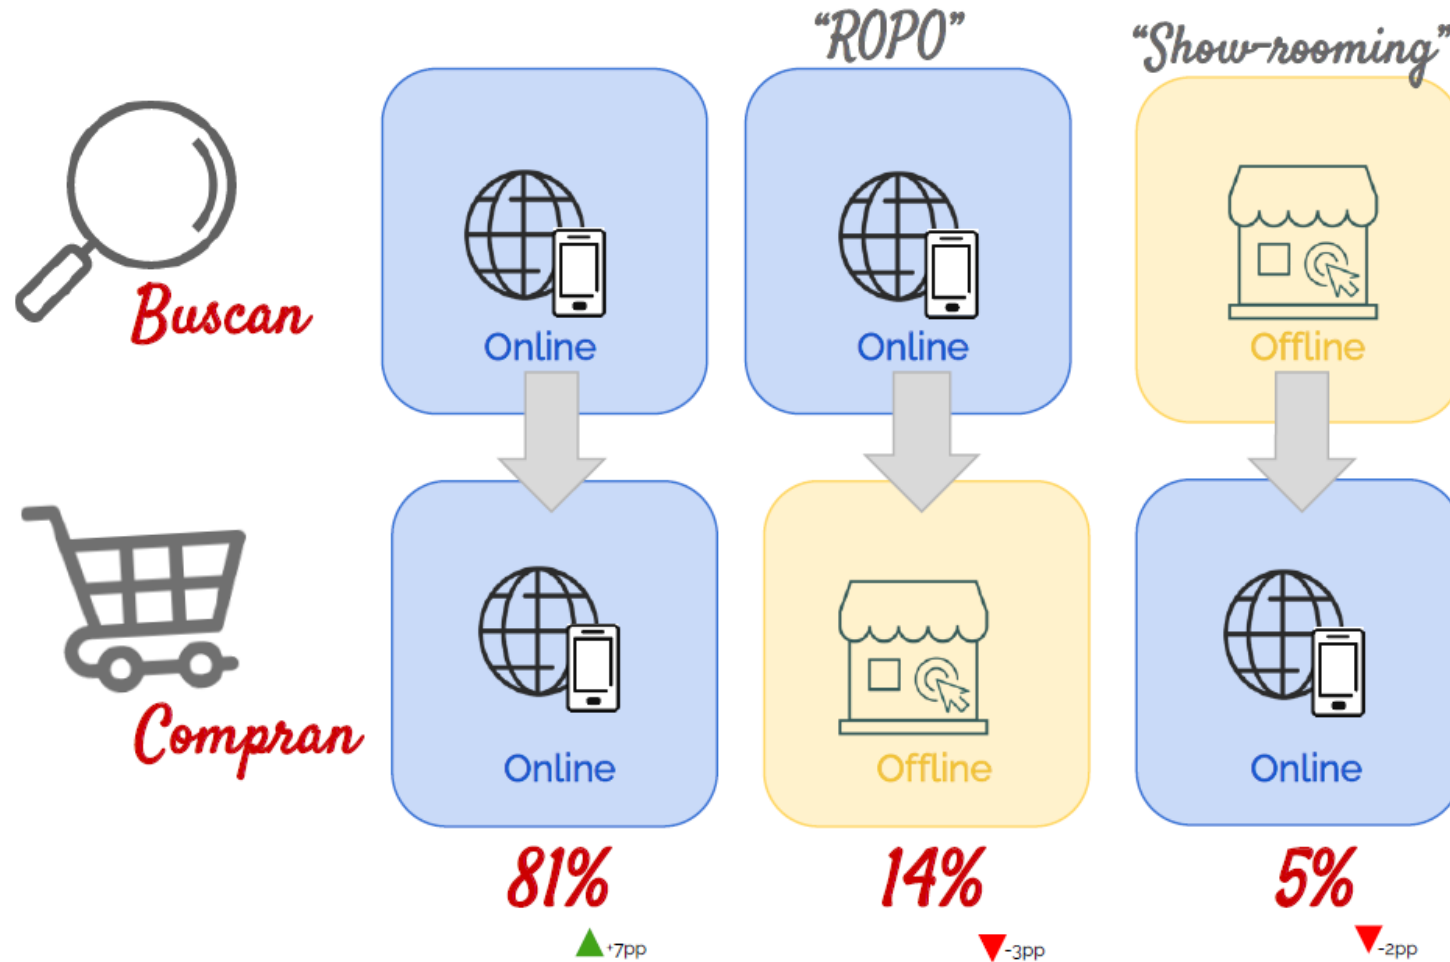 “ROPO”
“Show-rooming”
Buscan
Online
Online
Offline
Compran
Online
Offline
Online
81%
14%
5%
+7pp
-3pp
-2pp